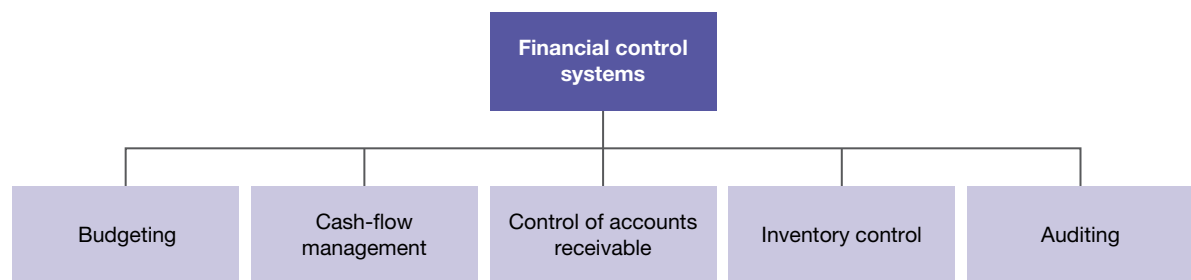 Financial control
systems
Budgeting
Cash-flow
management
Control of accounts
receivable
Inventory control
Auditing